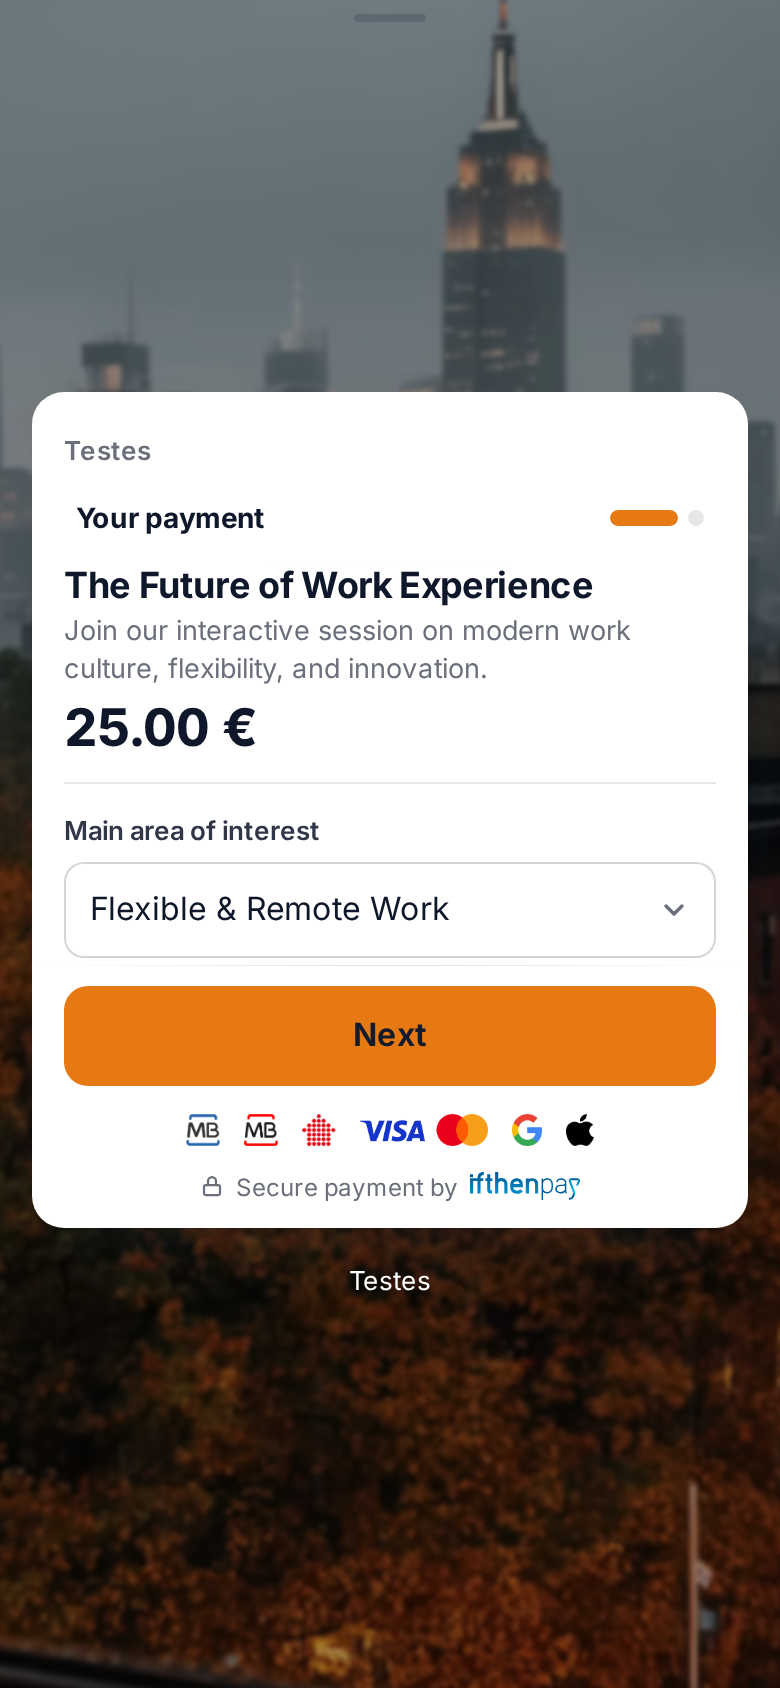 Testes
Your payment
The Future of Work Experience
Join our interactive session on modern work
culture, flexibility, and innovation.
25.00 €
Main area of interest
Flexible & Remote Work
Next
MB MB VISA G
Secure payment by ifthenpay
Testes